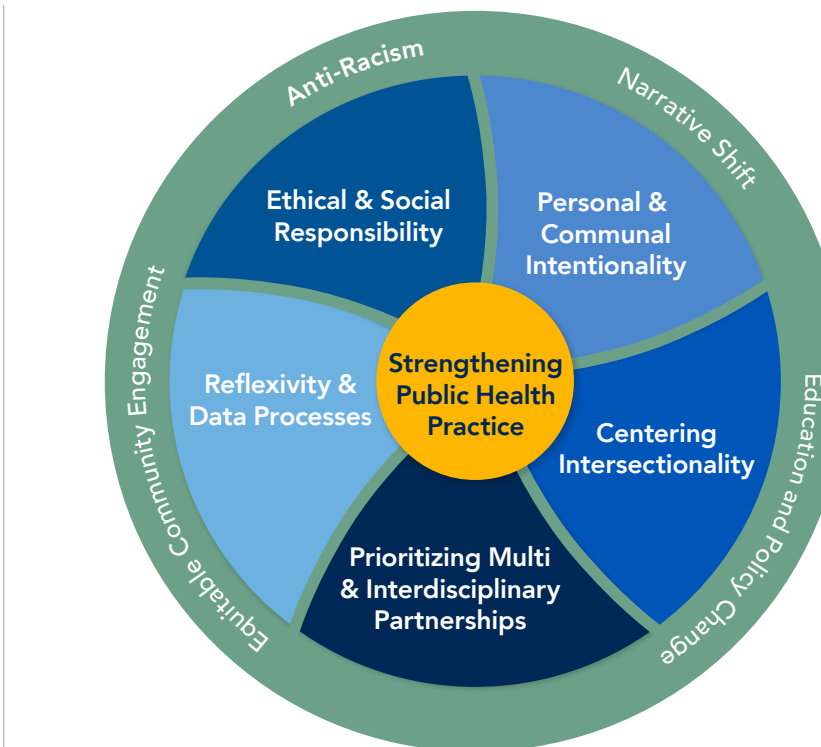 Anti-Racism
Narrative Shift
Ethical & Social
Responsibility
Personal &
Communal
Intentionality
Equitable Community Engagement
Reflexivity &
Data Processes
Strengthening
Public Health
Practice
Centering
Intersectionality
Education and Policy Change
Prioritizing Multi
& Interdisciplinary
Partnerships